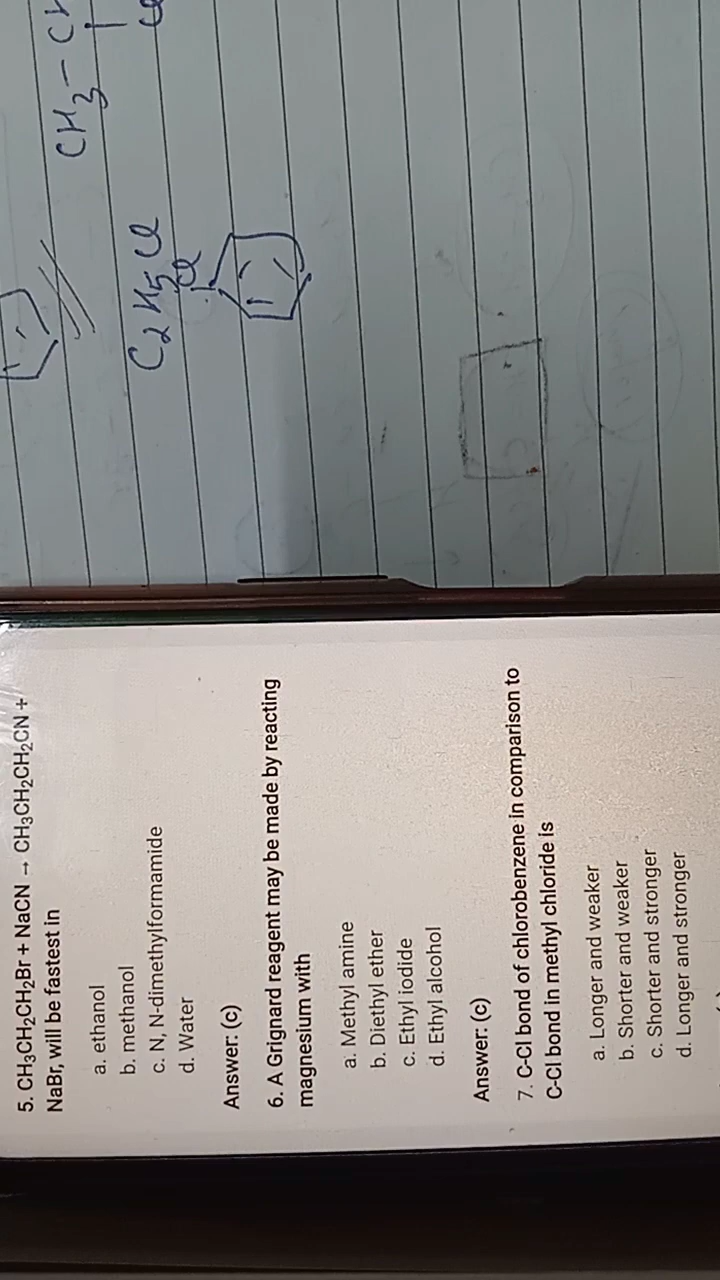 CH3-CH
C2H5Cl
Cl
5. CH₃CH₂CH₂Br + NaCN → CH₃CH₂CH₂CN +
NaBr, will be fastest in
a. ethanol
b. methanol
c. N, N-dimethylformamide
d. Water
Answer: (c)
6. A Grignard reagent may be made by reacting
magnesium with
a. Methyl amine
b. Diethyl ether
c. Ethyl iodide
d. Ethyl alcohol
Answer: (c)
7. C-Cl bond of chlorobenzene in comparison to
C-Cl bond in methyl chloride is
a. Longer and weaker
b. Shorter and weaker
c. Shorter and stronger
d. Longer and stronger